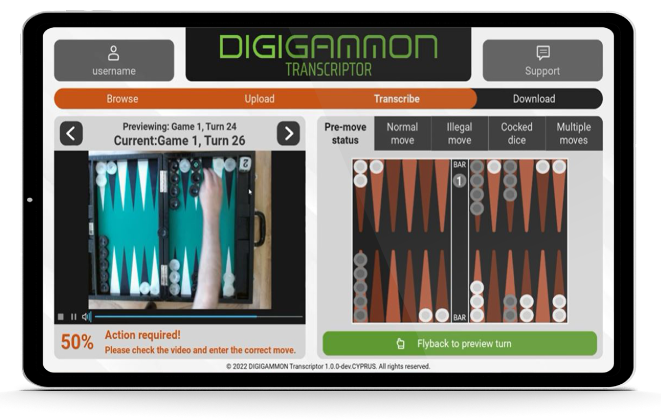 DIGIGAMMON
TRANSCRIPTOR
username
Support
Browse
Upload
Transcribe
Download
Previewing: Game 1, Turn 24
Current:Game 1, Turn 26
2
50%
Action required!
Please check the video and enter the correct move.
Pre-move
status
Normal
move
Illegal
move
Cocked
dice
Multiple
moves
BAR
1
BAR
Flyback to preview turn
© 2022 DIGIGAMMON Transcriptor 1.0.0-dev.CYPRUS. All rights reserved.